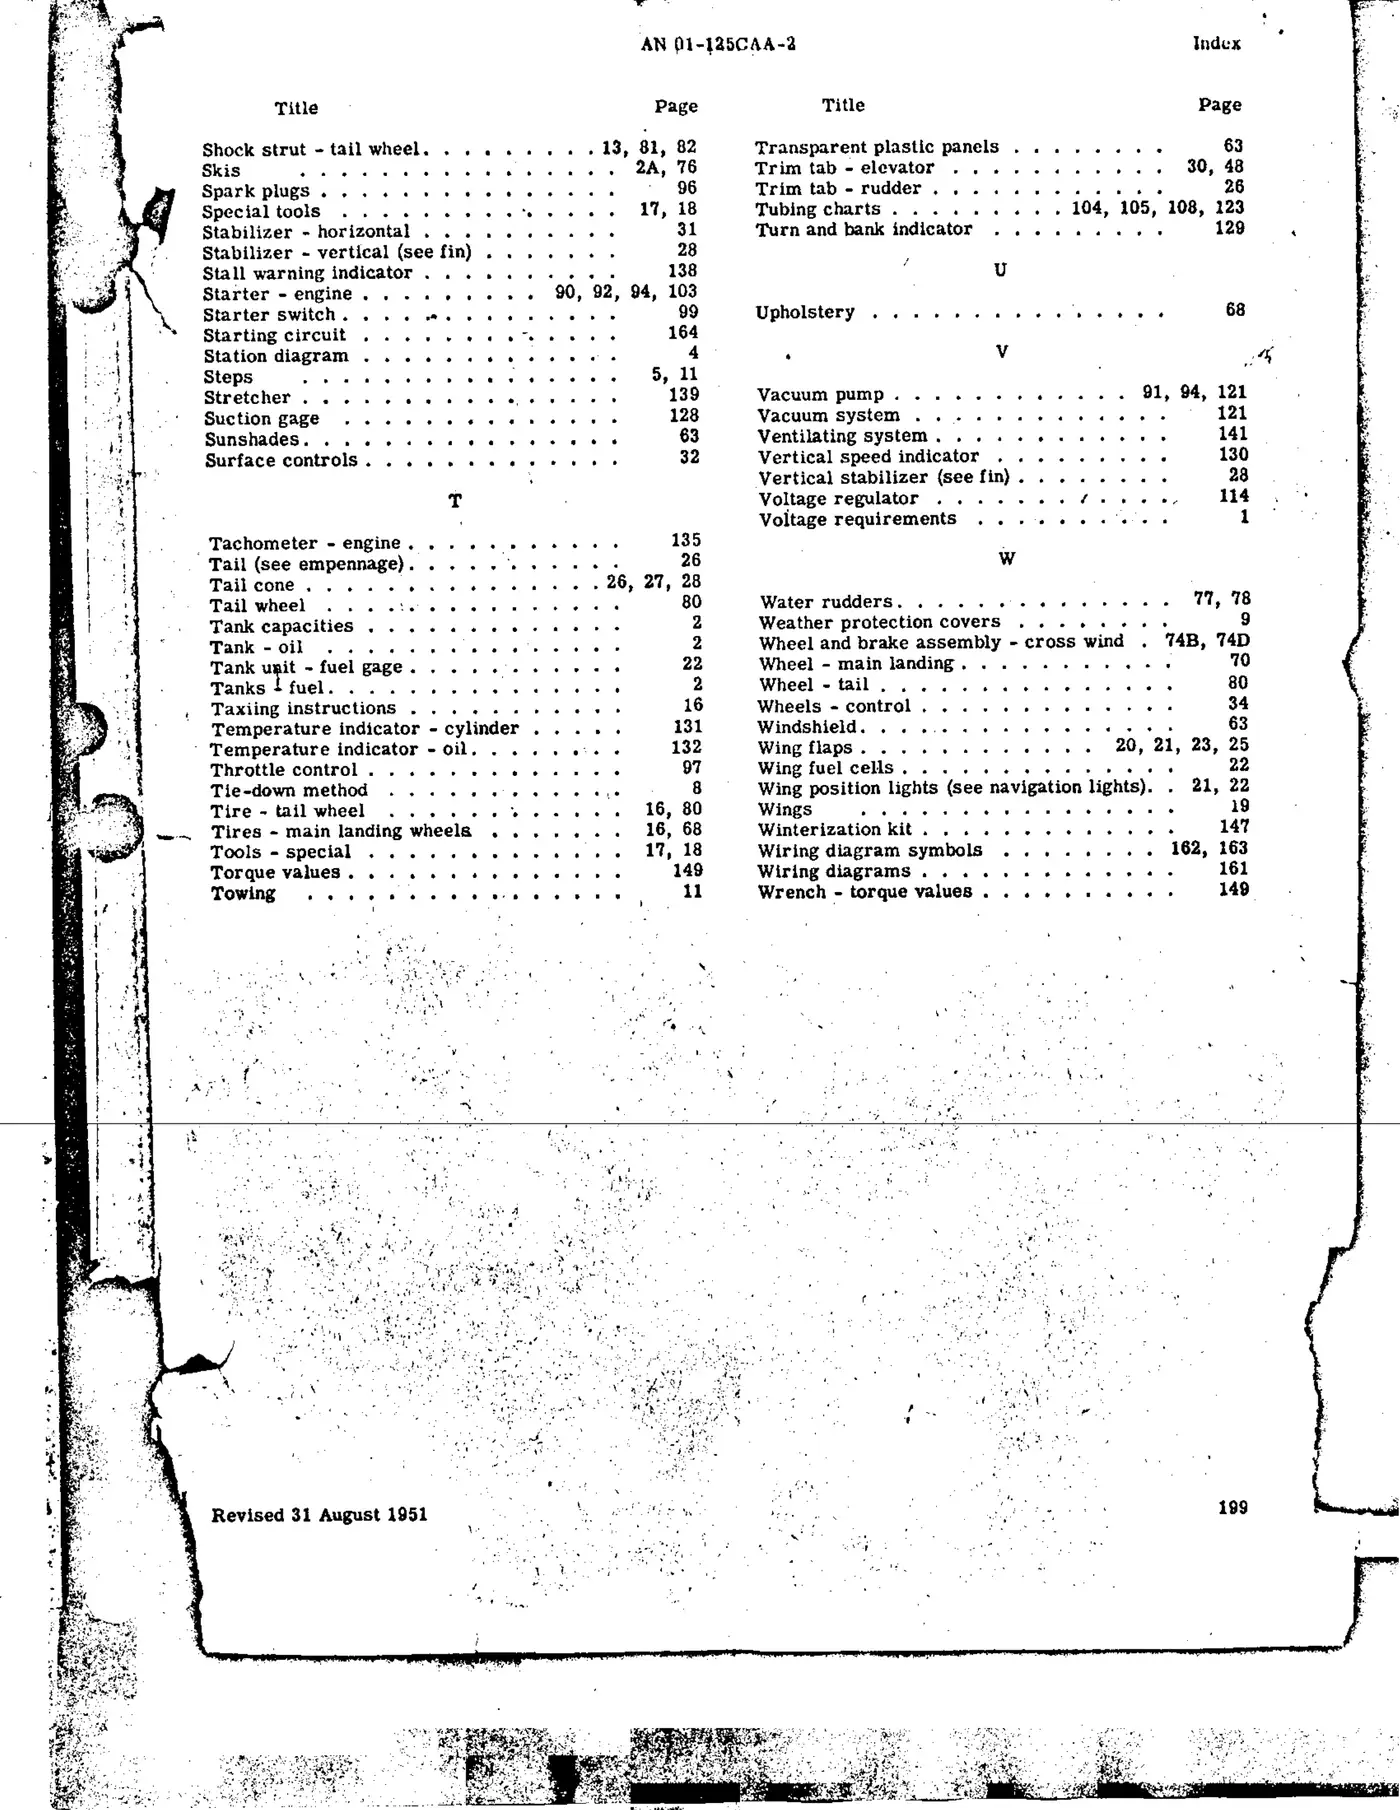 AN 01-125CAA-2 Index
Title Page
Shock strut - tail wheel. . . . . . . . . 13, 81, 82
Skis . . . . . . . . . . . . . . . . 2A, 76
Spark plugs . . . . . . . . . . . . . . . 96
Special tools . . . . . . . . . . . . . . 17, 18
Stabilizer - horizontal . . . . . . . . . . 31
Stabilizer - vertical (see fin) . . . . . . . 28
Stall warning indicator . . . . . . . . . . 138
Starter - engine . . . . . . . . . 90, 92, 94, 103
Starter switch . . . . . . . . . . . . . . 99
Starting circuit . . . . . . . . . . . . . 164
Station diagram . . . . . . . . . . . . . 4
Steps . . . . . . . . . . . . . . . . 5, 11
Stretcher . . . . . . . . . . . . . . . . 139
Suction gage . . . . . . . . . . . . . . 128
Sunshades. . . . . . . . . . . . . . . . 63
Surface controls . . . . . . . . . . . . . 32
T
Tachometer - engine . . . . . . . . . . . 135
Tail (see empennage). . . . . . . . . . . 26
Tail cone . . . . . . . . . . . . . . . 26, 27, 28
Tail wheel . . . . . . . . . . . . . . . 80
Tank capacities . . . . . . . . . . . . . 2
Tank - oil . . . . . . . . . . . . . . . 2
Tank unit - fuel gage . . . . . . . . . . . 22
Tanks - fuel. . . . . . . . . . . . . . . 2
Taxiing instructions . . . . . . . . . . . 16
Temperature indicator - cylinder . . . . . 131
Temperature indicator - oil. . . . . . . . 132
Throttle control . . . . . . . . . . . . . 97
Tie-down method . . . . . . . . . . . . 8
Tire - tail wheel . . . . . . . . . . . . 16, 80
Tires - main landing wheels . . . . . . . 16, 68
Tools - special . . . . . . . . . . . . . 17, 18
Torque values . . . . . . . . . . . . . . 149
Towing . . . . . . . . . . . . . . . . 11
Title Page
Transparent plastic panels . . . . . . . . 63
Trim tab - elevator . . . . . . . . . . . 30, 48
Trim tab - rudder . . . . . . . . . . . . 26
Tubing charts . . . . . . . . . 104, 105, 108, 123
Turn and bank indicator . . . . . . . . . 129
U
Upholstery . . . . . . . . . . . . . . . 68
V
Vacuum pump . . . . . . . . . . . . 91, 94, 121
Vacuum system . . . . . . . . . . . . . 121
Ventilating system . . . . . . . . . . . . 141
Vertical speed indicator . . . . . . . . . 130
Vertical stabilizer (see fin) . . . . . . . . 28
Voltage regulator . . . . . . . . . . . . 114
Voltage requirements . . . . . . . . . . 1
W
Water rudders. . . . . . . . . . . . . . 77, 78
Weather protection covers . . . . . . . . 9
Wheel and brake assembly - cross wind . 74B, 74D
Wheel - main landing . . . . . . . . . . . 70
Wheel - tail . . . . . . . . . . . . . . . 80
Wheels - control . . . . . . . . . . . . . 34
Windshield. . . . . . . . . . . . . . . . 63
Wing flaps . . . . . . . . . . . . 20, 21, 23, 25
Wing fuel cells . . . . . . . . . . . . . . 22
Wing position lights (see navigation lights). . 21, 22
Wings . . . . . . . . . . . . . . . . 19
Winterization kit . . . . . . . . . . . . . 147
Wiring diagram symbols . . . . . . . . 162, 163
Wiring diagrams . . . . . . . . . . . . . 161
Wrench - torque values . . . . . . . . . . 149
Revised 31 August 1951 199